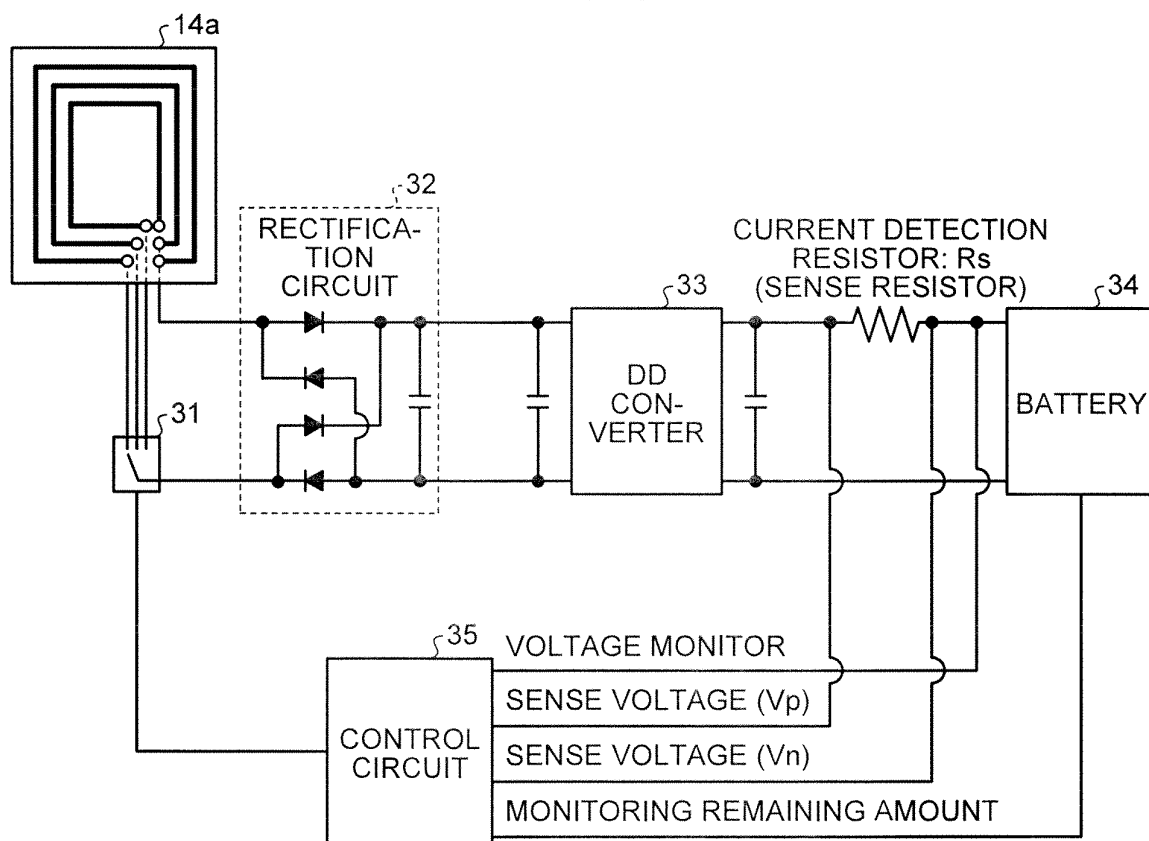 14a
32
RECTIFICA-
TION
CIRCUIT
CURRENT DETECTION
RESISTOR: Rs
(SENSE RESISTOR)
33
34
DD
CON-
VERTER
BATTERY
31
35
VOLTAGE MONITOR
SENSE VOLTAGE (Vp)
CONTROL
CIRCUIT
SENSE VOLTAGE (Vn)
MONITORING REMAINING AMOUNT